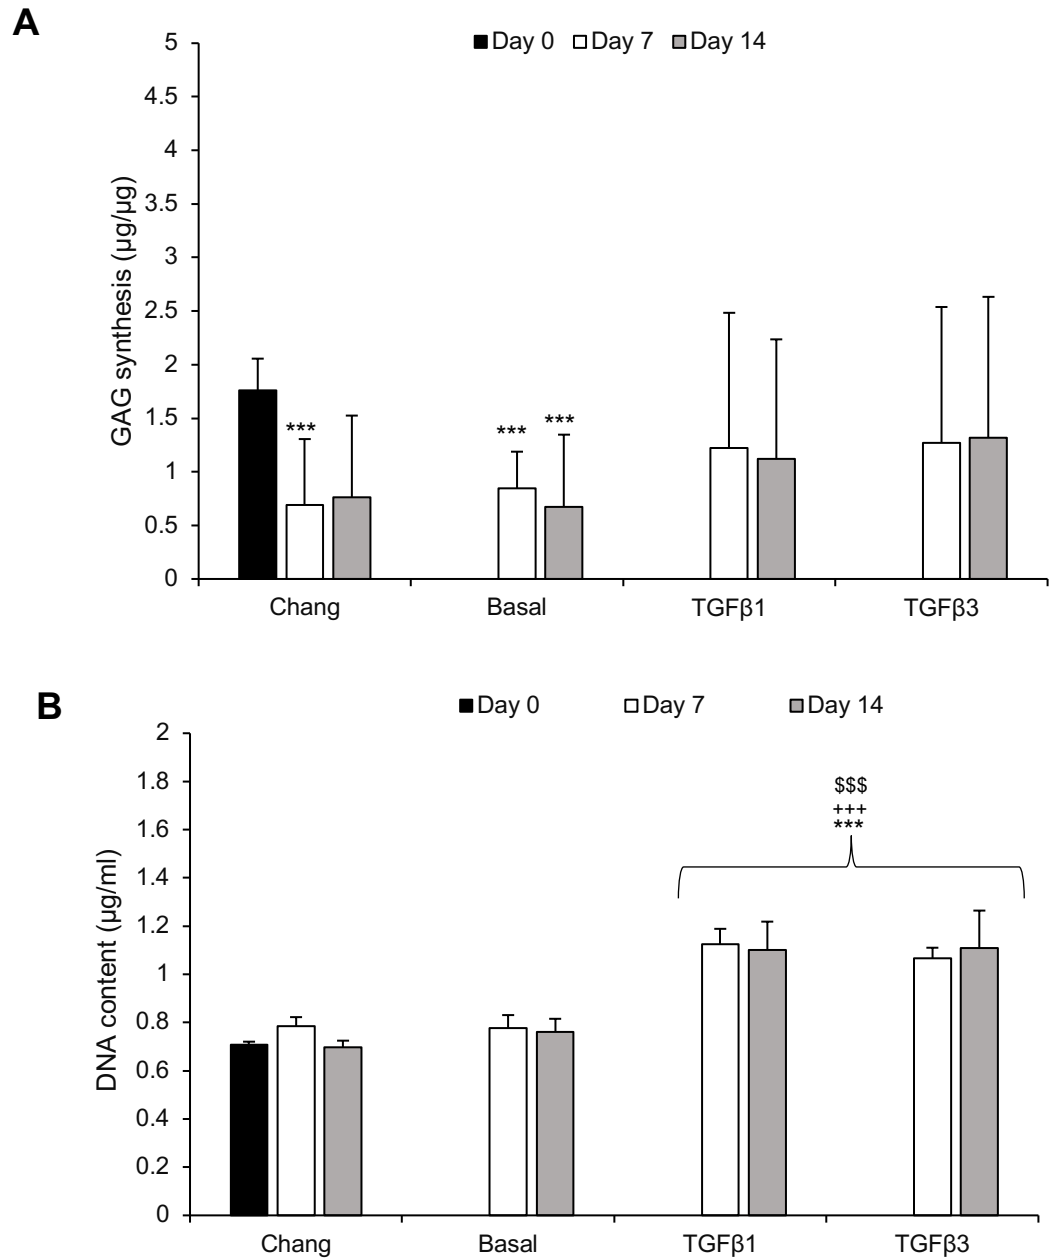 A
Day 0 Day 7 Day 14
GAG synthesis (µg/µg)
5
4.5
4
3.5
3
2.5
2
1.5
1
0.5
0
*** *** ***
Chang Basal TGFβ1 TGFβ3
B
Day 0 Day 7 Day 14
DNA content (µg/ml)
2
1.8
1.6
1.4
1.2
1
0.8
0.6
0.4
0.2
0
$$$
+++
***
Chang Basal TGFβ1 TGFβ3